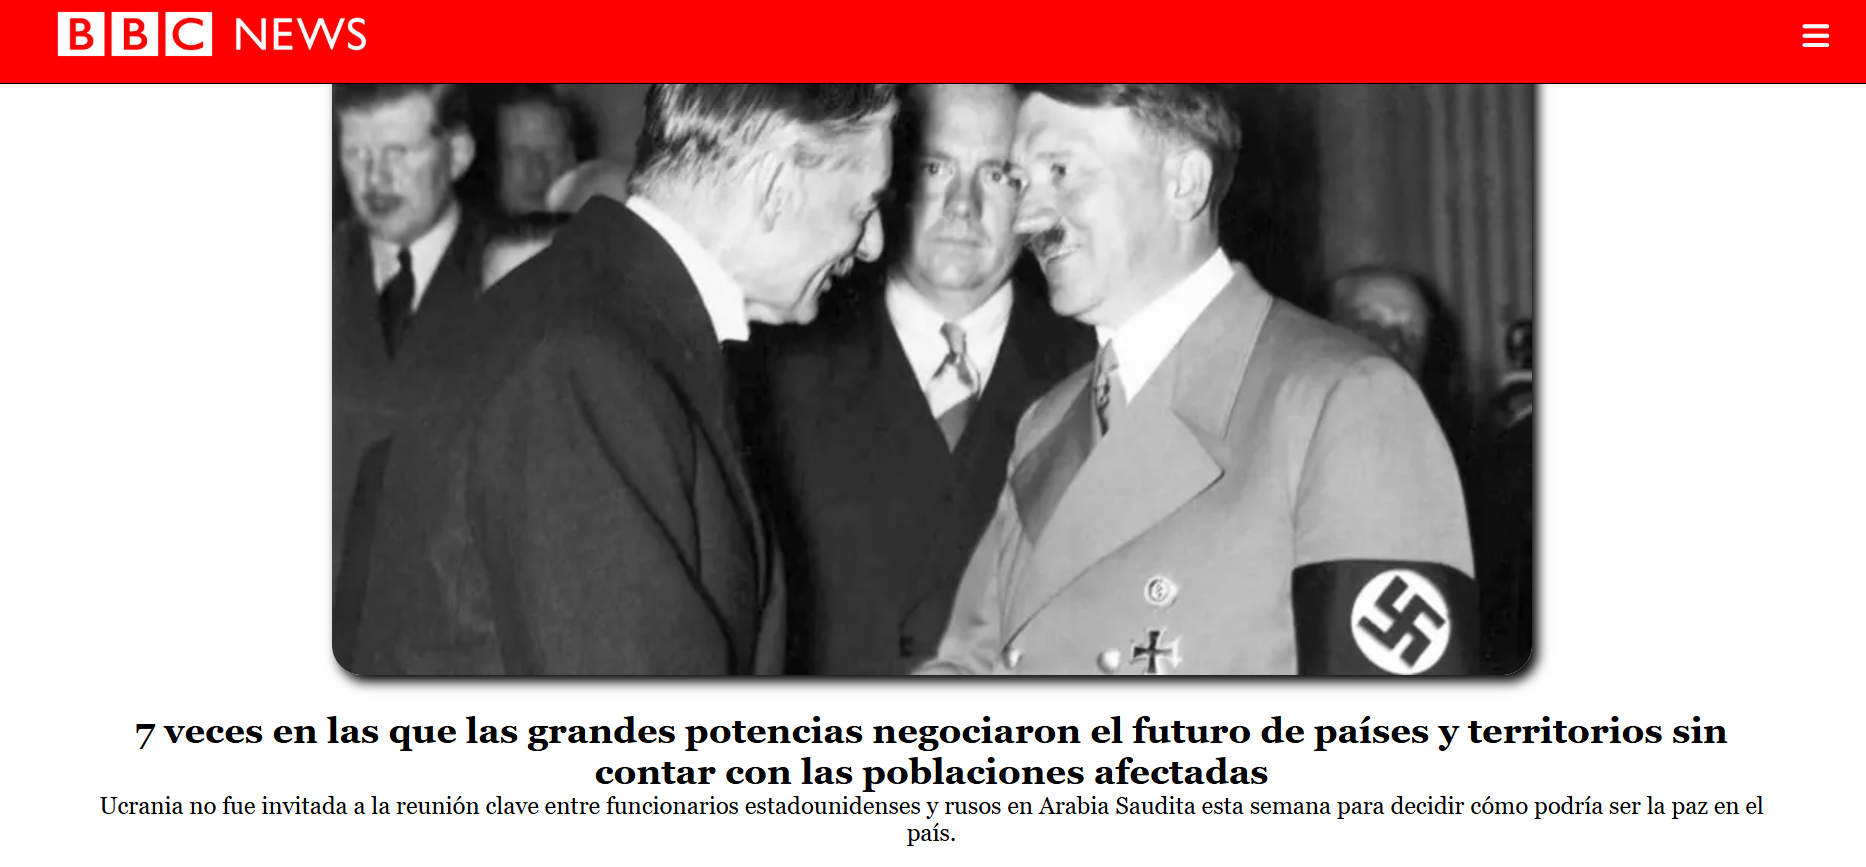 BBC NEWS
7 veces en las que las grandes potencias negociaron el futuro de países y territorios sin
contar con las poblaciones afectadas
Ucrania no fue invitada a la reunión clave entre funcionarios estadounidenses y rusos en Arabia Saudita esta semana para decidir cómo podría ser la paz en el
país.